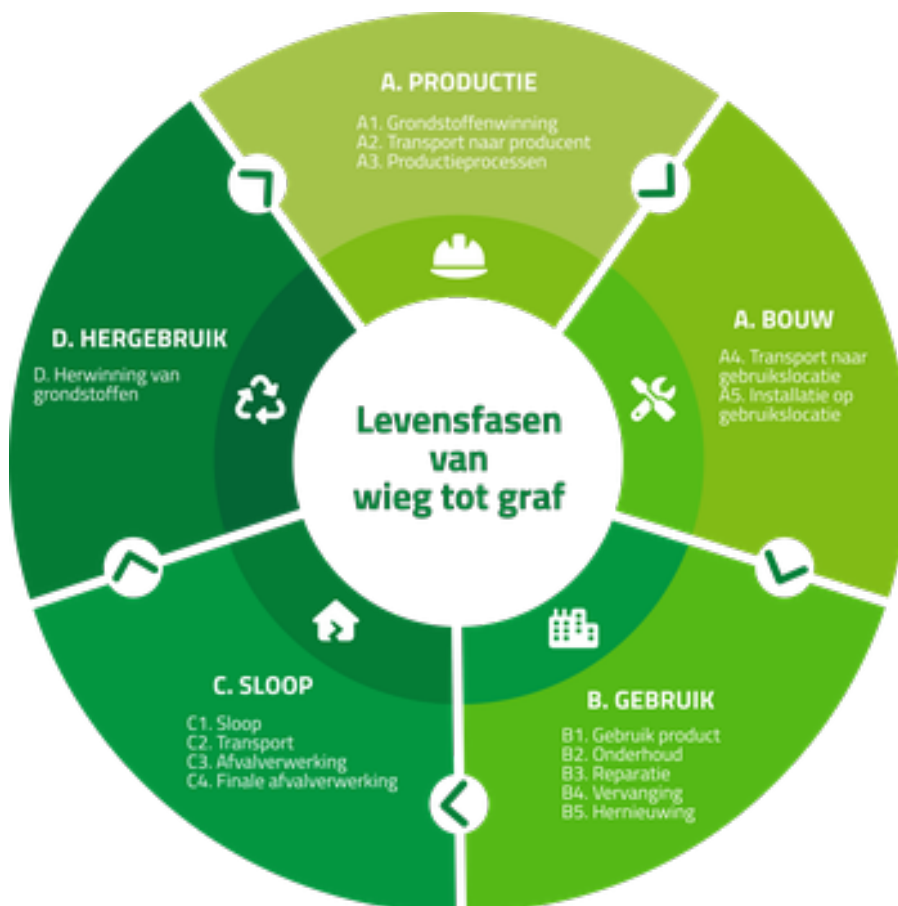 A. PRODUCTIE
A1. Grondstoffenwinning
A2. Transport naar producent
A3. Productieprocessen
A. BOUW
A4. Transport naar
gebruikslocatie
A5. Installatie op
gebruikslocatie
B. GEBRUIK
B1. Gebruik product
B2. Onderhoud
B3. Reparatie
B4. Vervanging
B5. Hernieuwing
C. SLOOP
C1. Sloop
C2. Transport
C3. Afvalverwerking
C4. Finale afvalverwerking
D. HERGEBRUIK
D. Herwinning van
grondstoffen
Levensfasen
van
wieg tot graf